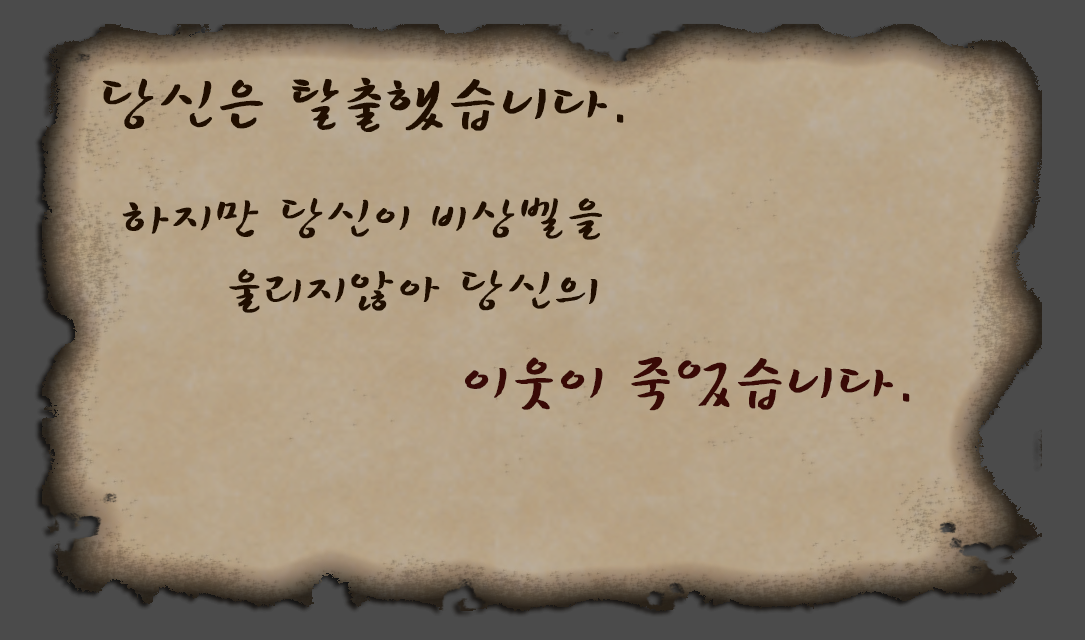 당신은 탈출했습니다.
하지만 당신이 비상벨을
울리지않아 당신의
이웃이 죽었습니다.